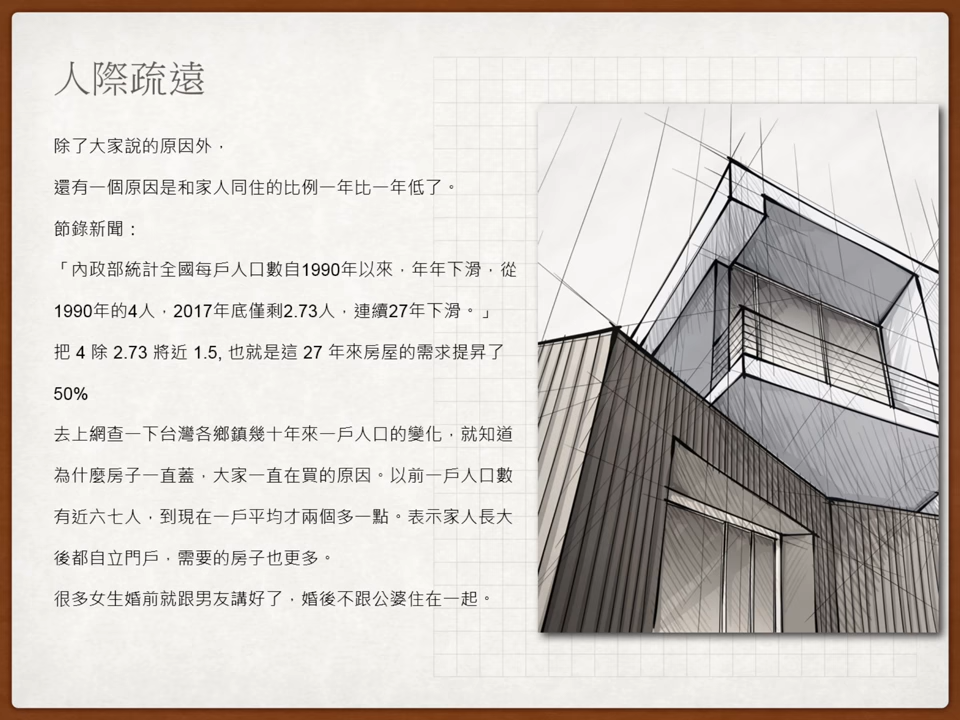 人際疏遠
除了大家說的原因外，
還有一個原因是和家人同住的比例一年比一年低了。
節錄新聞：
「內政部統計全國每戶人口數自1990年以來，年年下滑，從
1990年的4人，2017年底僅剩2.73人，連續27年下滑。」
把 4 除 2.73 將近 1.5, 也就是這 27 年來房屋的需求提昇了
50%
去上網查一下台灣各鄉鎮幾十年來一戶人口的變化，就知道
為什麼房子一直蓋，大家一直在買的原因。以前一戶人口數
有近六七人，到現在一戶平均才兩個多一點。表示家人長大
後都自立門戶，需要的房子也更多。
很多女生婚前就跟男友講好了，婚後不跟公婆住在一起。